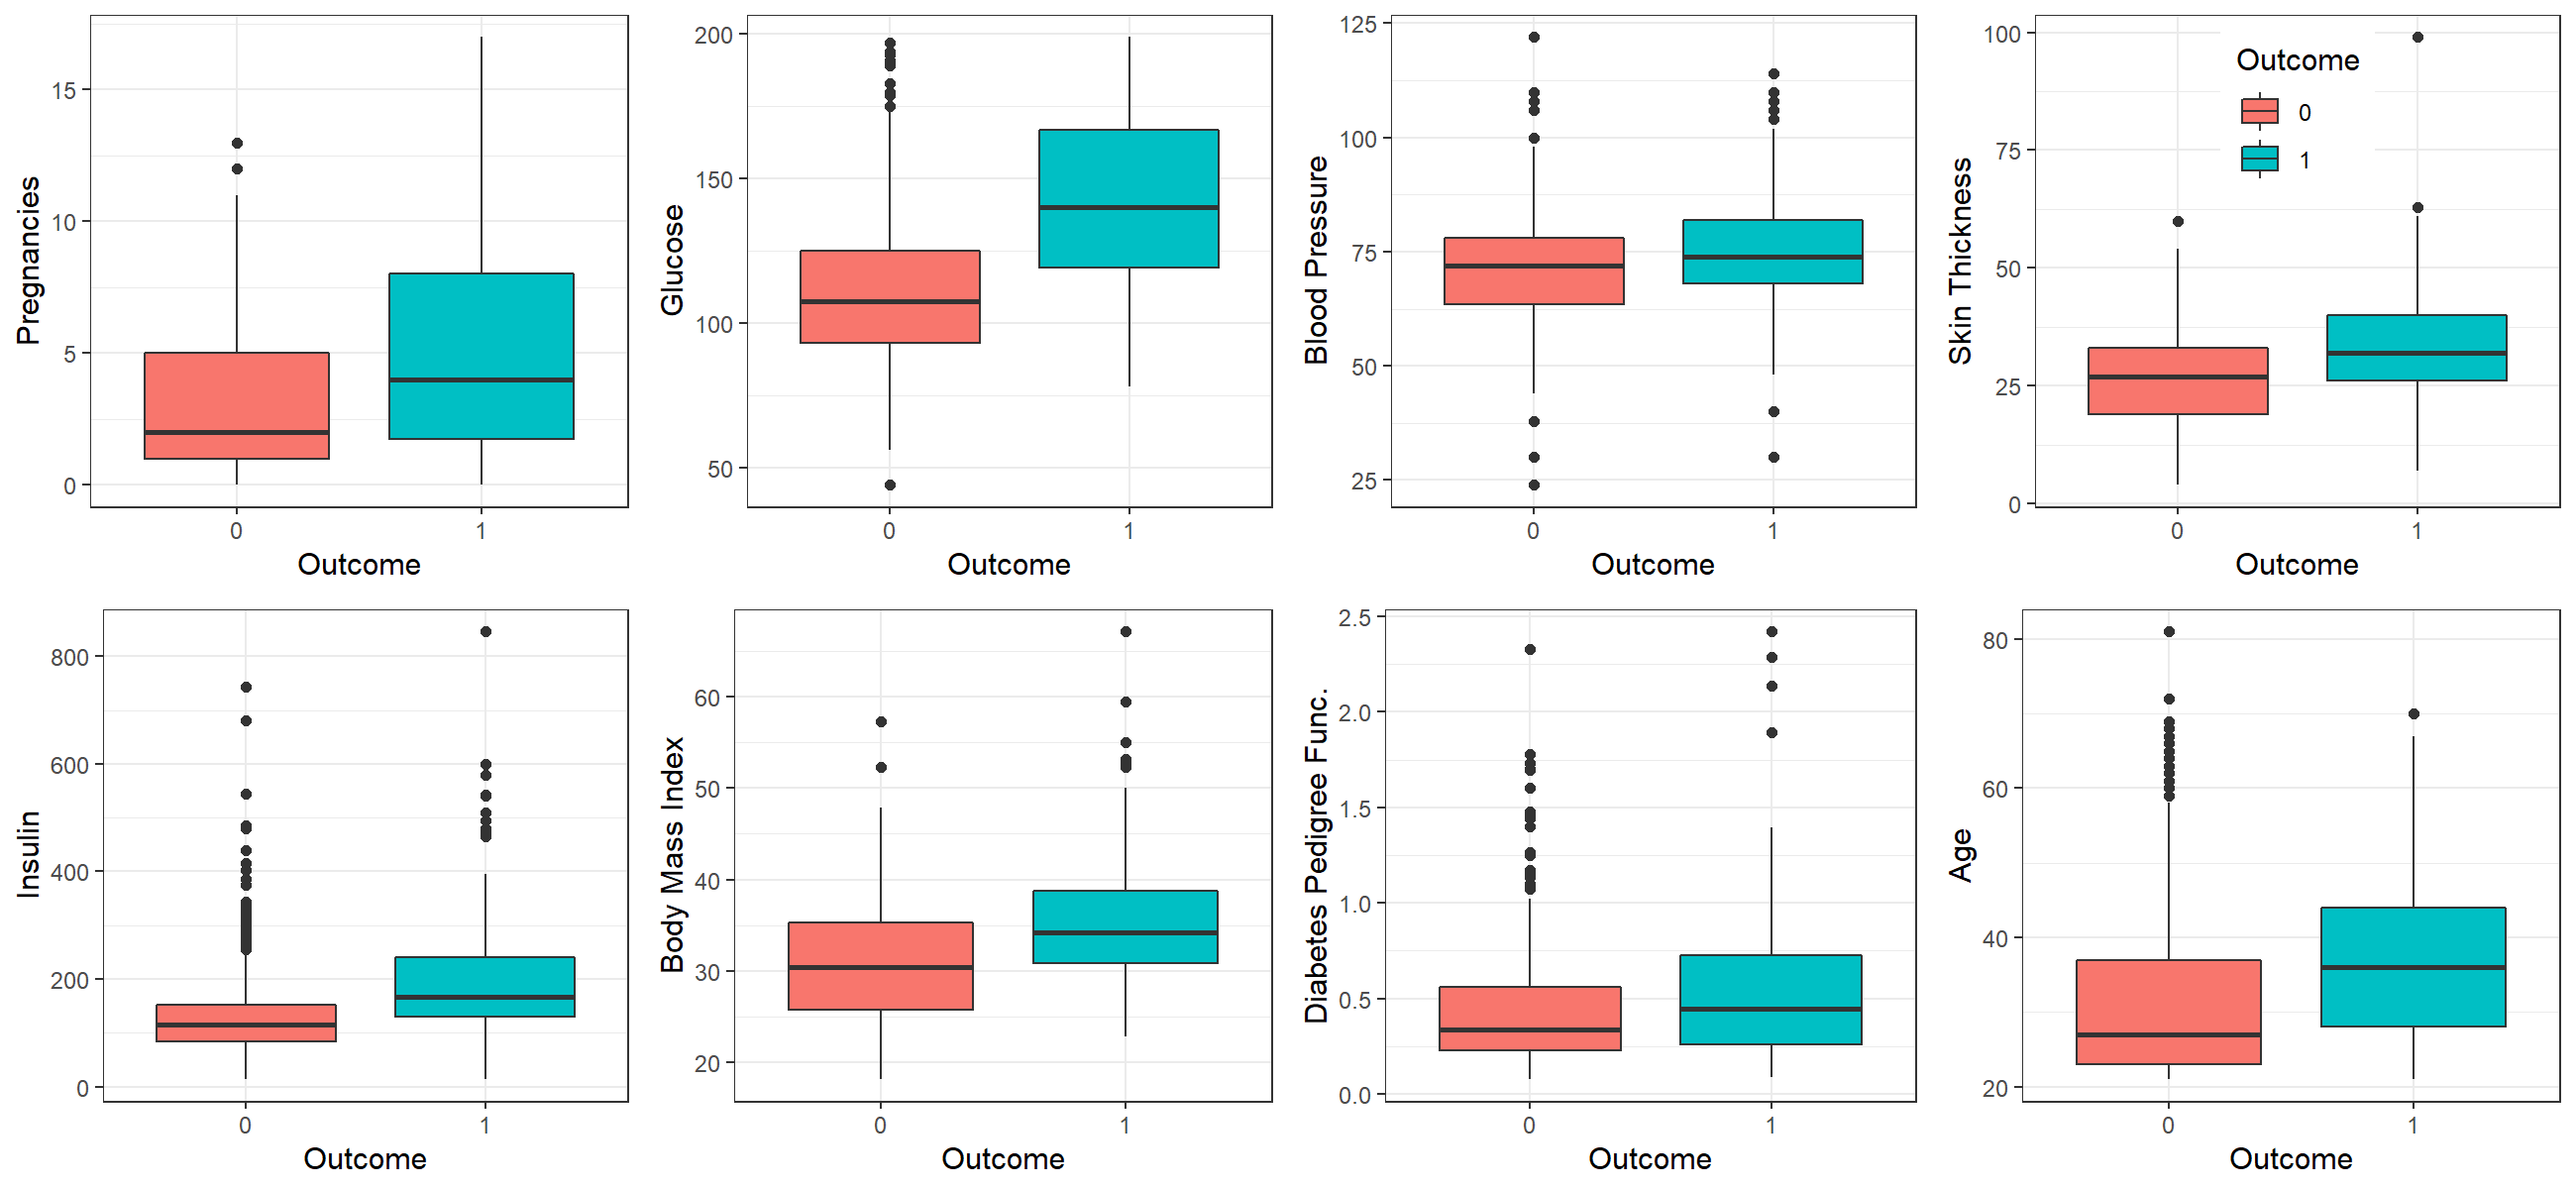 Pregnancies
15
10
5
0
0 1
Outcome
Glucose
200
150
100
50
0 1
Outcome
Blood Pressure
125
100
75
50
25
0 1
Outcome
Skin Thickness
100
75
50
25
0
Outcome
0
1
0 1
Outcome
Insulin
800
600
400
200
0
0 1
Outcome
Body Mass Index
60
50
40
30
20
0 1
Outcome
Diabetes Pedigree Func.
2.5
2.0
1.5
1.0
0.5
0.0
0 1
Outcome
Age
80
60
40
20
0 1
Outcome